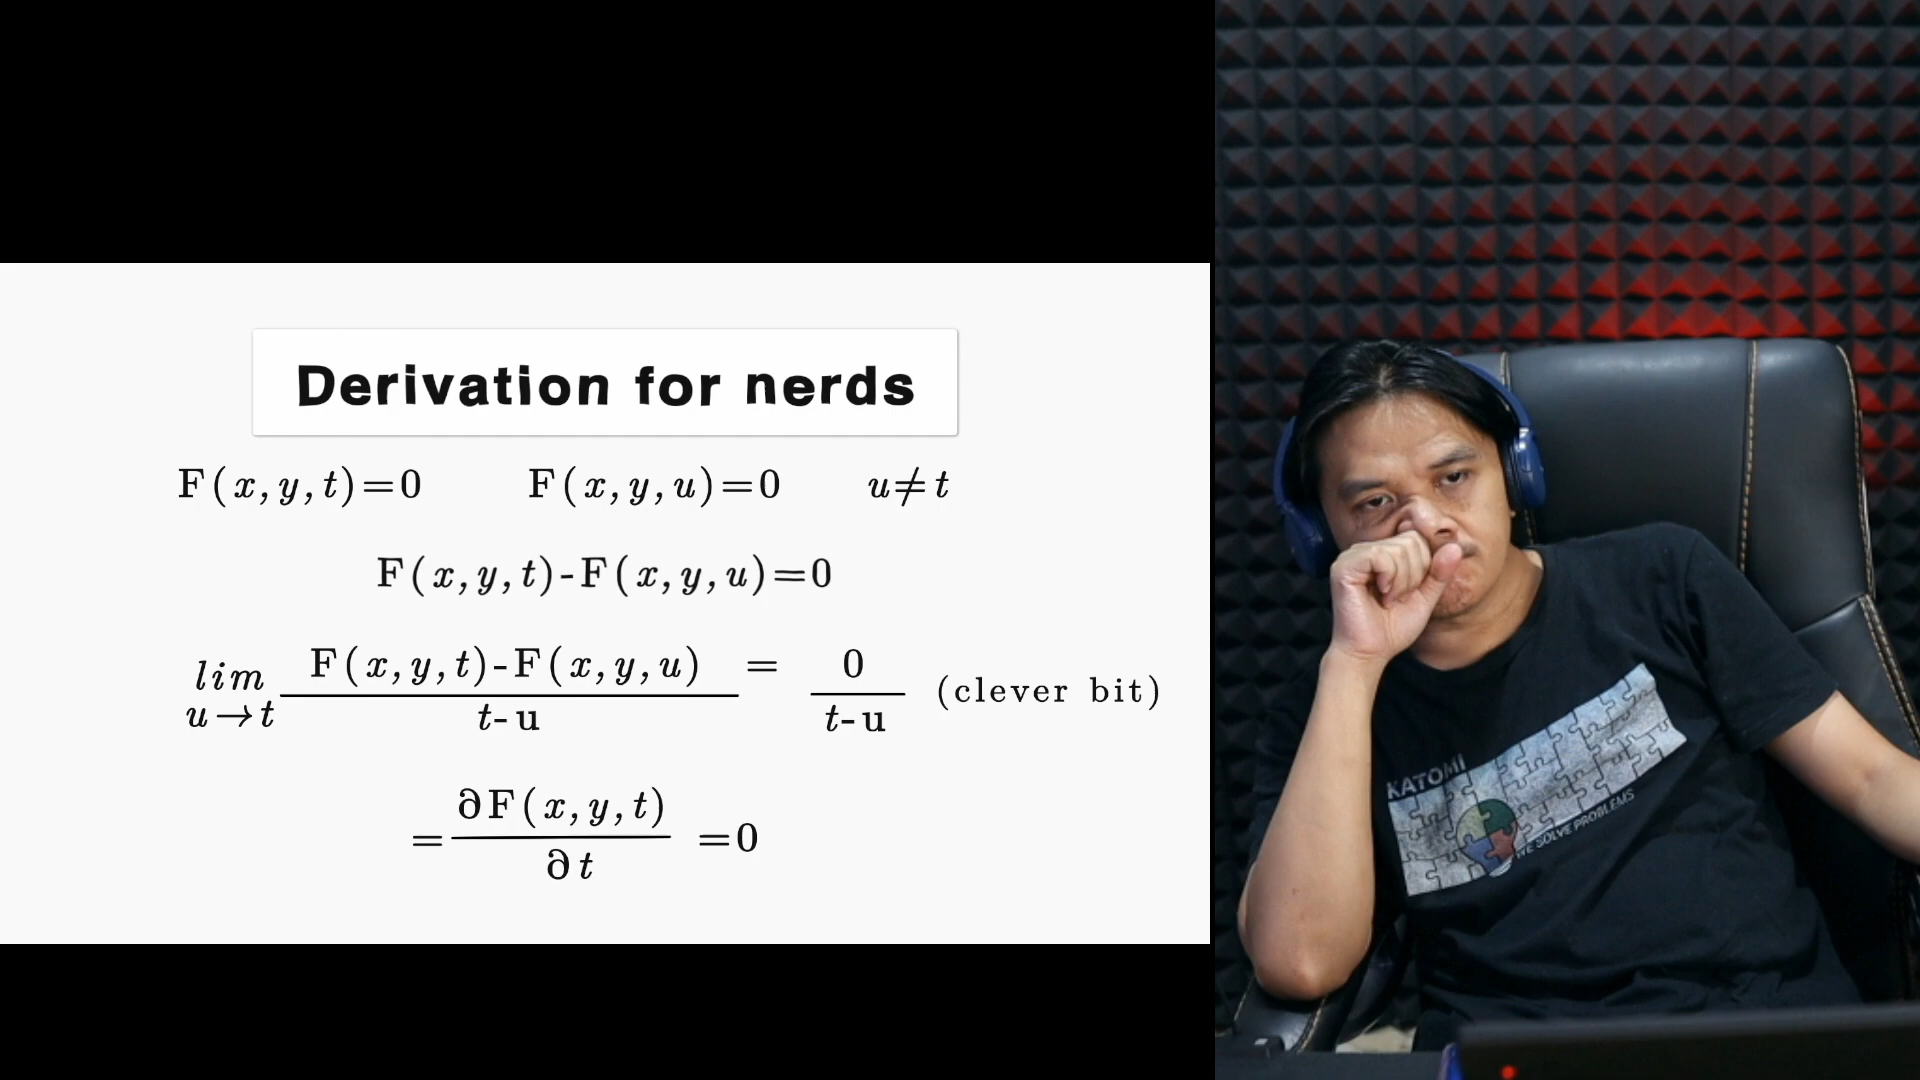 Derivation for nerds
F(x,y,t)=0 F(x,y,u)=0 u≠t
F(x,y,t)-F(x,y,u)=0
lim u→t F(x,y,t)-F(x,y,u) / t-u = 0 / t-u (clever bit)
= ∂F(x,y,t) / ∂t =0
KATOMI
WE SOLVE PROBLEMS